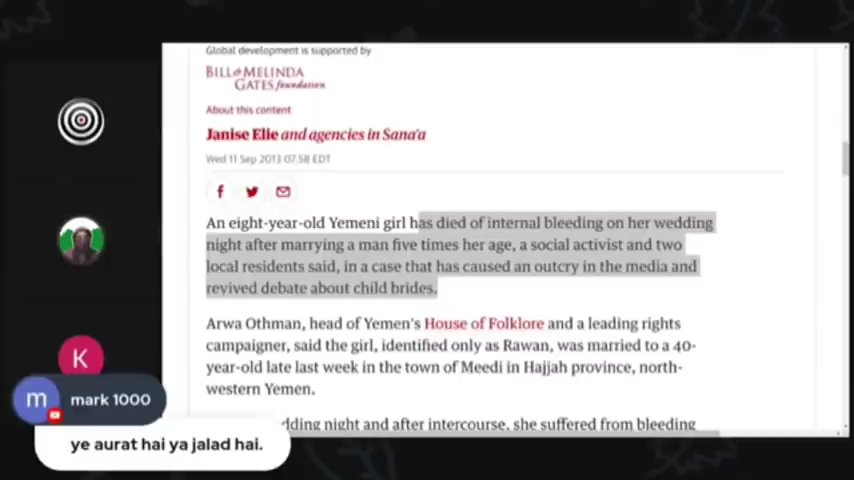 Global development is supported by
BILL & MELINDA
GATES foundation
About this content
Janise Elie and agencies in Sana'a
Wed 11 Sep 2013 07.58 EDT
An eight-year-old Yemeni girl has died of internal bleeding on her wedding
night after marrying a man five times her age, a social activist and two
local residents said, in a case that has caused an outcry in the media and
revived debate about child brides.
Arwa Othman, head of Yemen's House of Folklore and a leading rights
campaigner, said the girl, identified only as Rawan, was married to a 40-
year-old late last week in the town of Meedi in Hajjah province, north-
western Yemen.
K
m
mark 1000
dding night and after intercourse, she suffered from bleeding
ye aurat hai ya jalad hai.